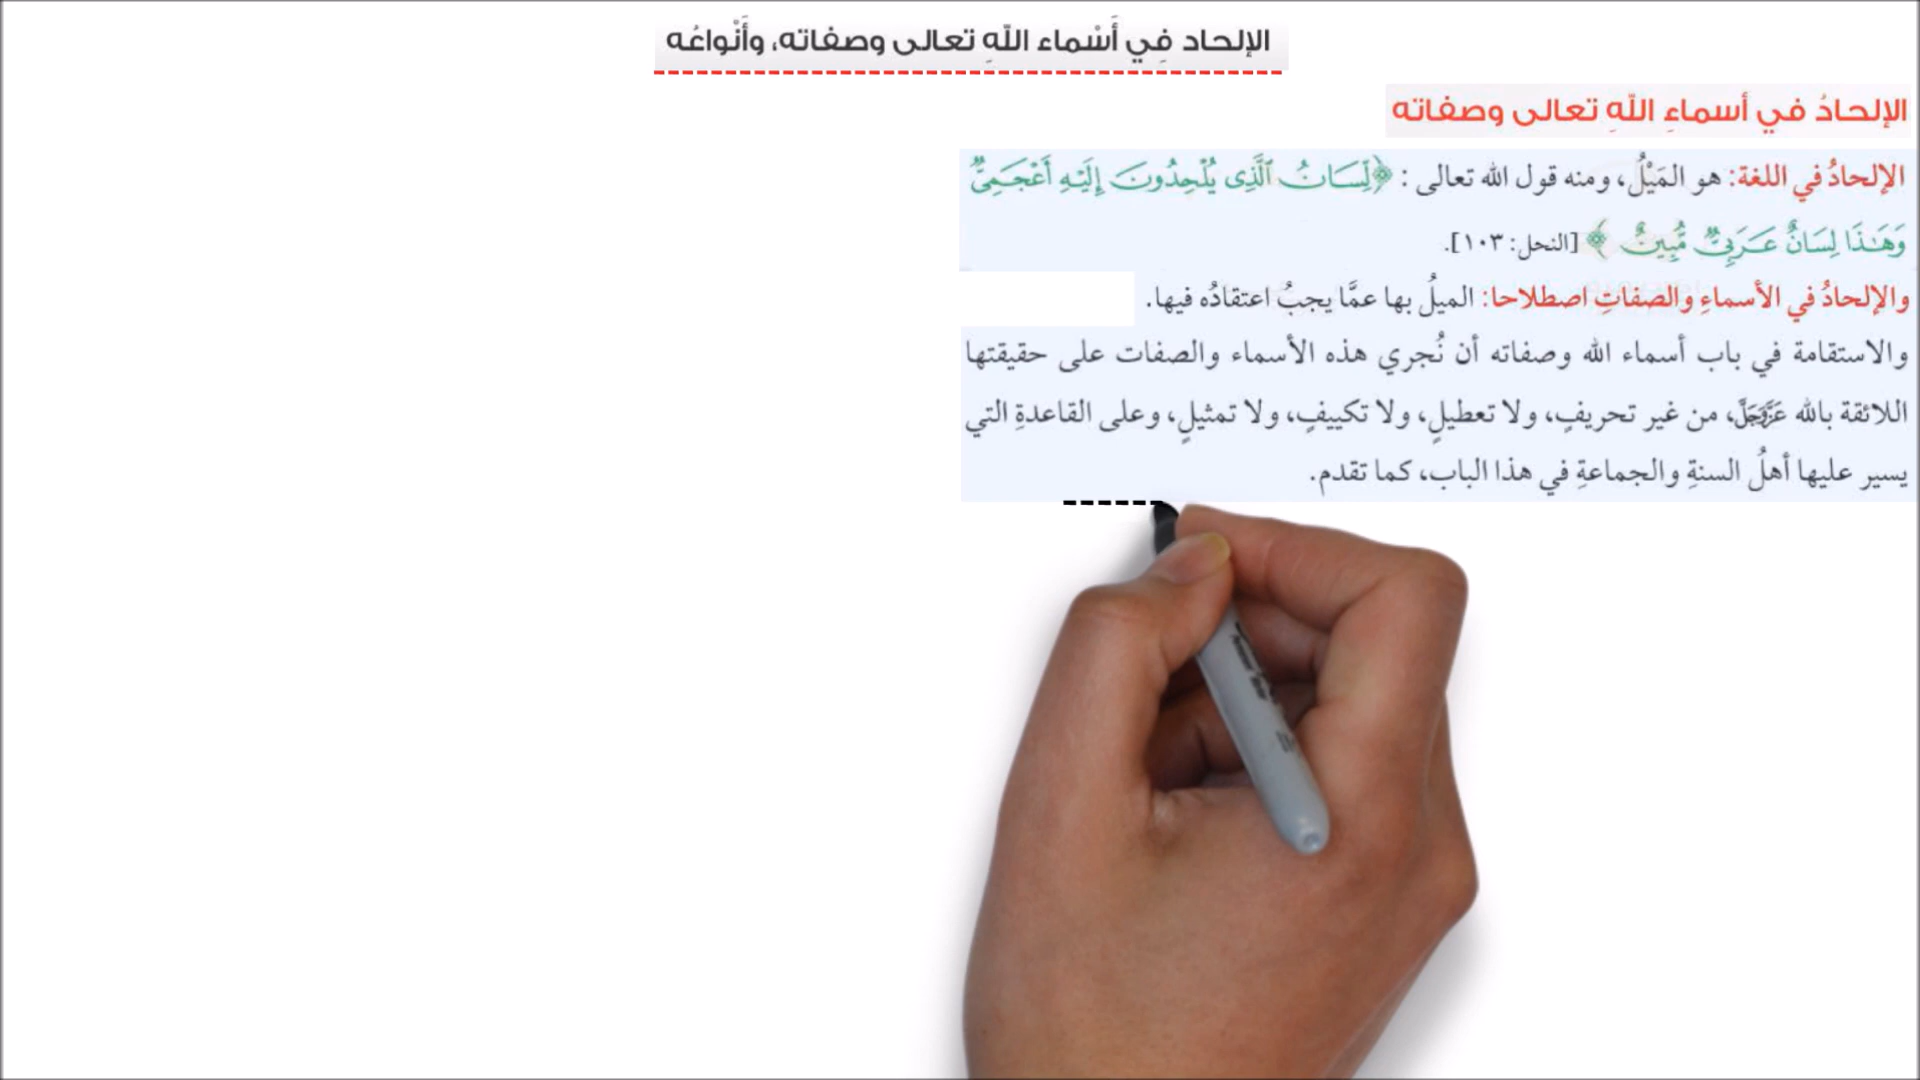 الإلحاد فِي أَسْماء اللّهِ تعالى وصفاته، وأَنْواعُه
الإلحادُ في أسماءِ اللّهِ تعالى وصفاته
الإلحادُ في اللغة: هو المَيْلُ، ومنه قول الله تعالى: ﴿لِّسَانُ ٱلَّذِى يُلْحِدُونَ إِلَيْهِ أَعْجَمِىٌّ
وَهَـٰذَا لِسَانٌ عَرَبِىٌّ مُّبِينٌ﴾ [النحل: ١٠٣].
والإلحادُ في الأسماءِ والصفاتِ اصطلاحا: الميلُ بها عمَّا يجبُ اعتقادُه فيها.
والاستقامة في باب أسماء الله وصفاته أن نُجري هذه الأسماء والصفات على حقيقتها
اللائقة بالله عَزَّوَجَلَّ، من غير تحريفٍ، ولا تعطيلٍ، ولا تكييفٍ، ولا تمثيلٍ، وعلى القاعدةِ التي
يسير عليها أهلُ السنةِ والجماعةِ في هذا الباب، كما تقدم.